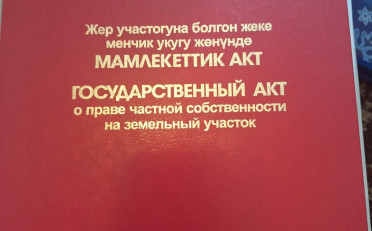 Жер участогуна болгон жеке
менчик укугу жөнүндө
МАМЛЕКЕТТИК АКТ
ГОСУДАРСТВЕННЫЙ АКТ
о праве частной собственности
на земельный участок